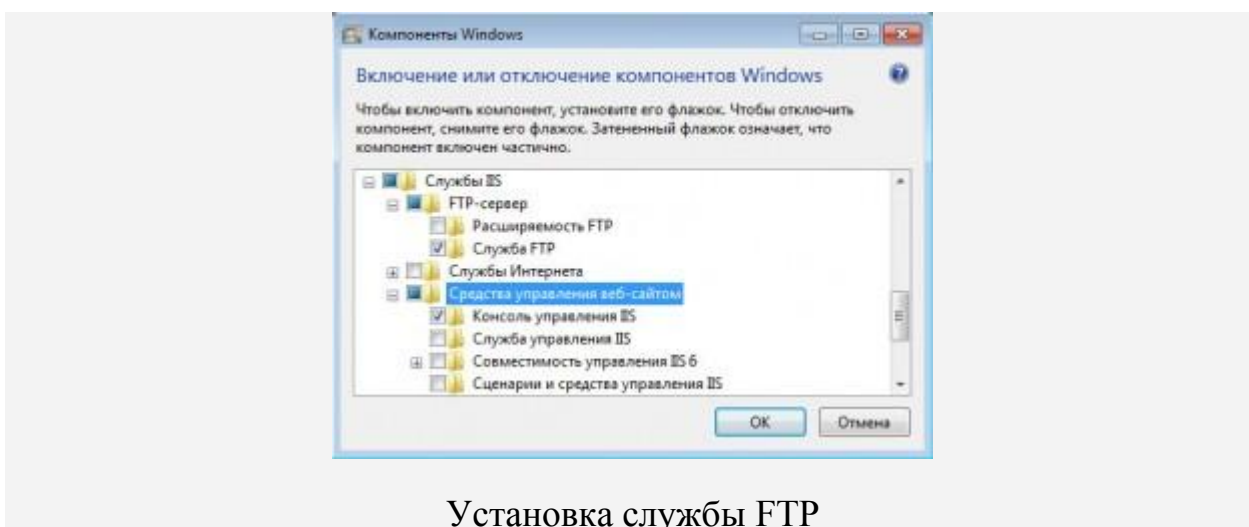 Компоненты Windows
Включение или отключение компонентов Windows
Чтобы включить компонент, установите его флажок. Чтобы отключить
компонент, снимите его флажок. Затененный флажок означает, что
компонент включен частично.
Службы IIS
FTP-сервер
Расширяемость FTP
Служба FTP
Службы Интернета
Средства управления веб-сайтом
Консоль управления IIS
Служба управления IIS
Совместимость управления IIS 6
Сценарии и средства управления IIS
OK Отмена
Установка службы FTP